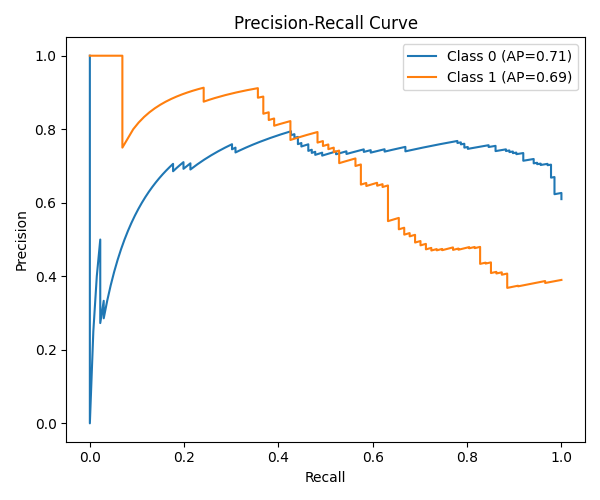 Precision-Recall Curve
Class 0 (AP=0.71)
Class 1 (AP=0.69)
Precision
1.0
0.8
0.6
0.4
0.2
0.0
0.0 0.2 0.4 0.6 0.8 1.0
Recall